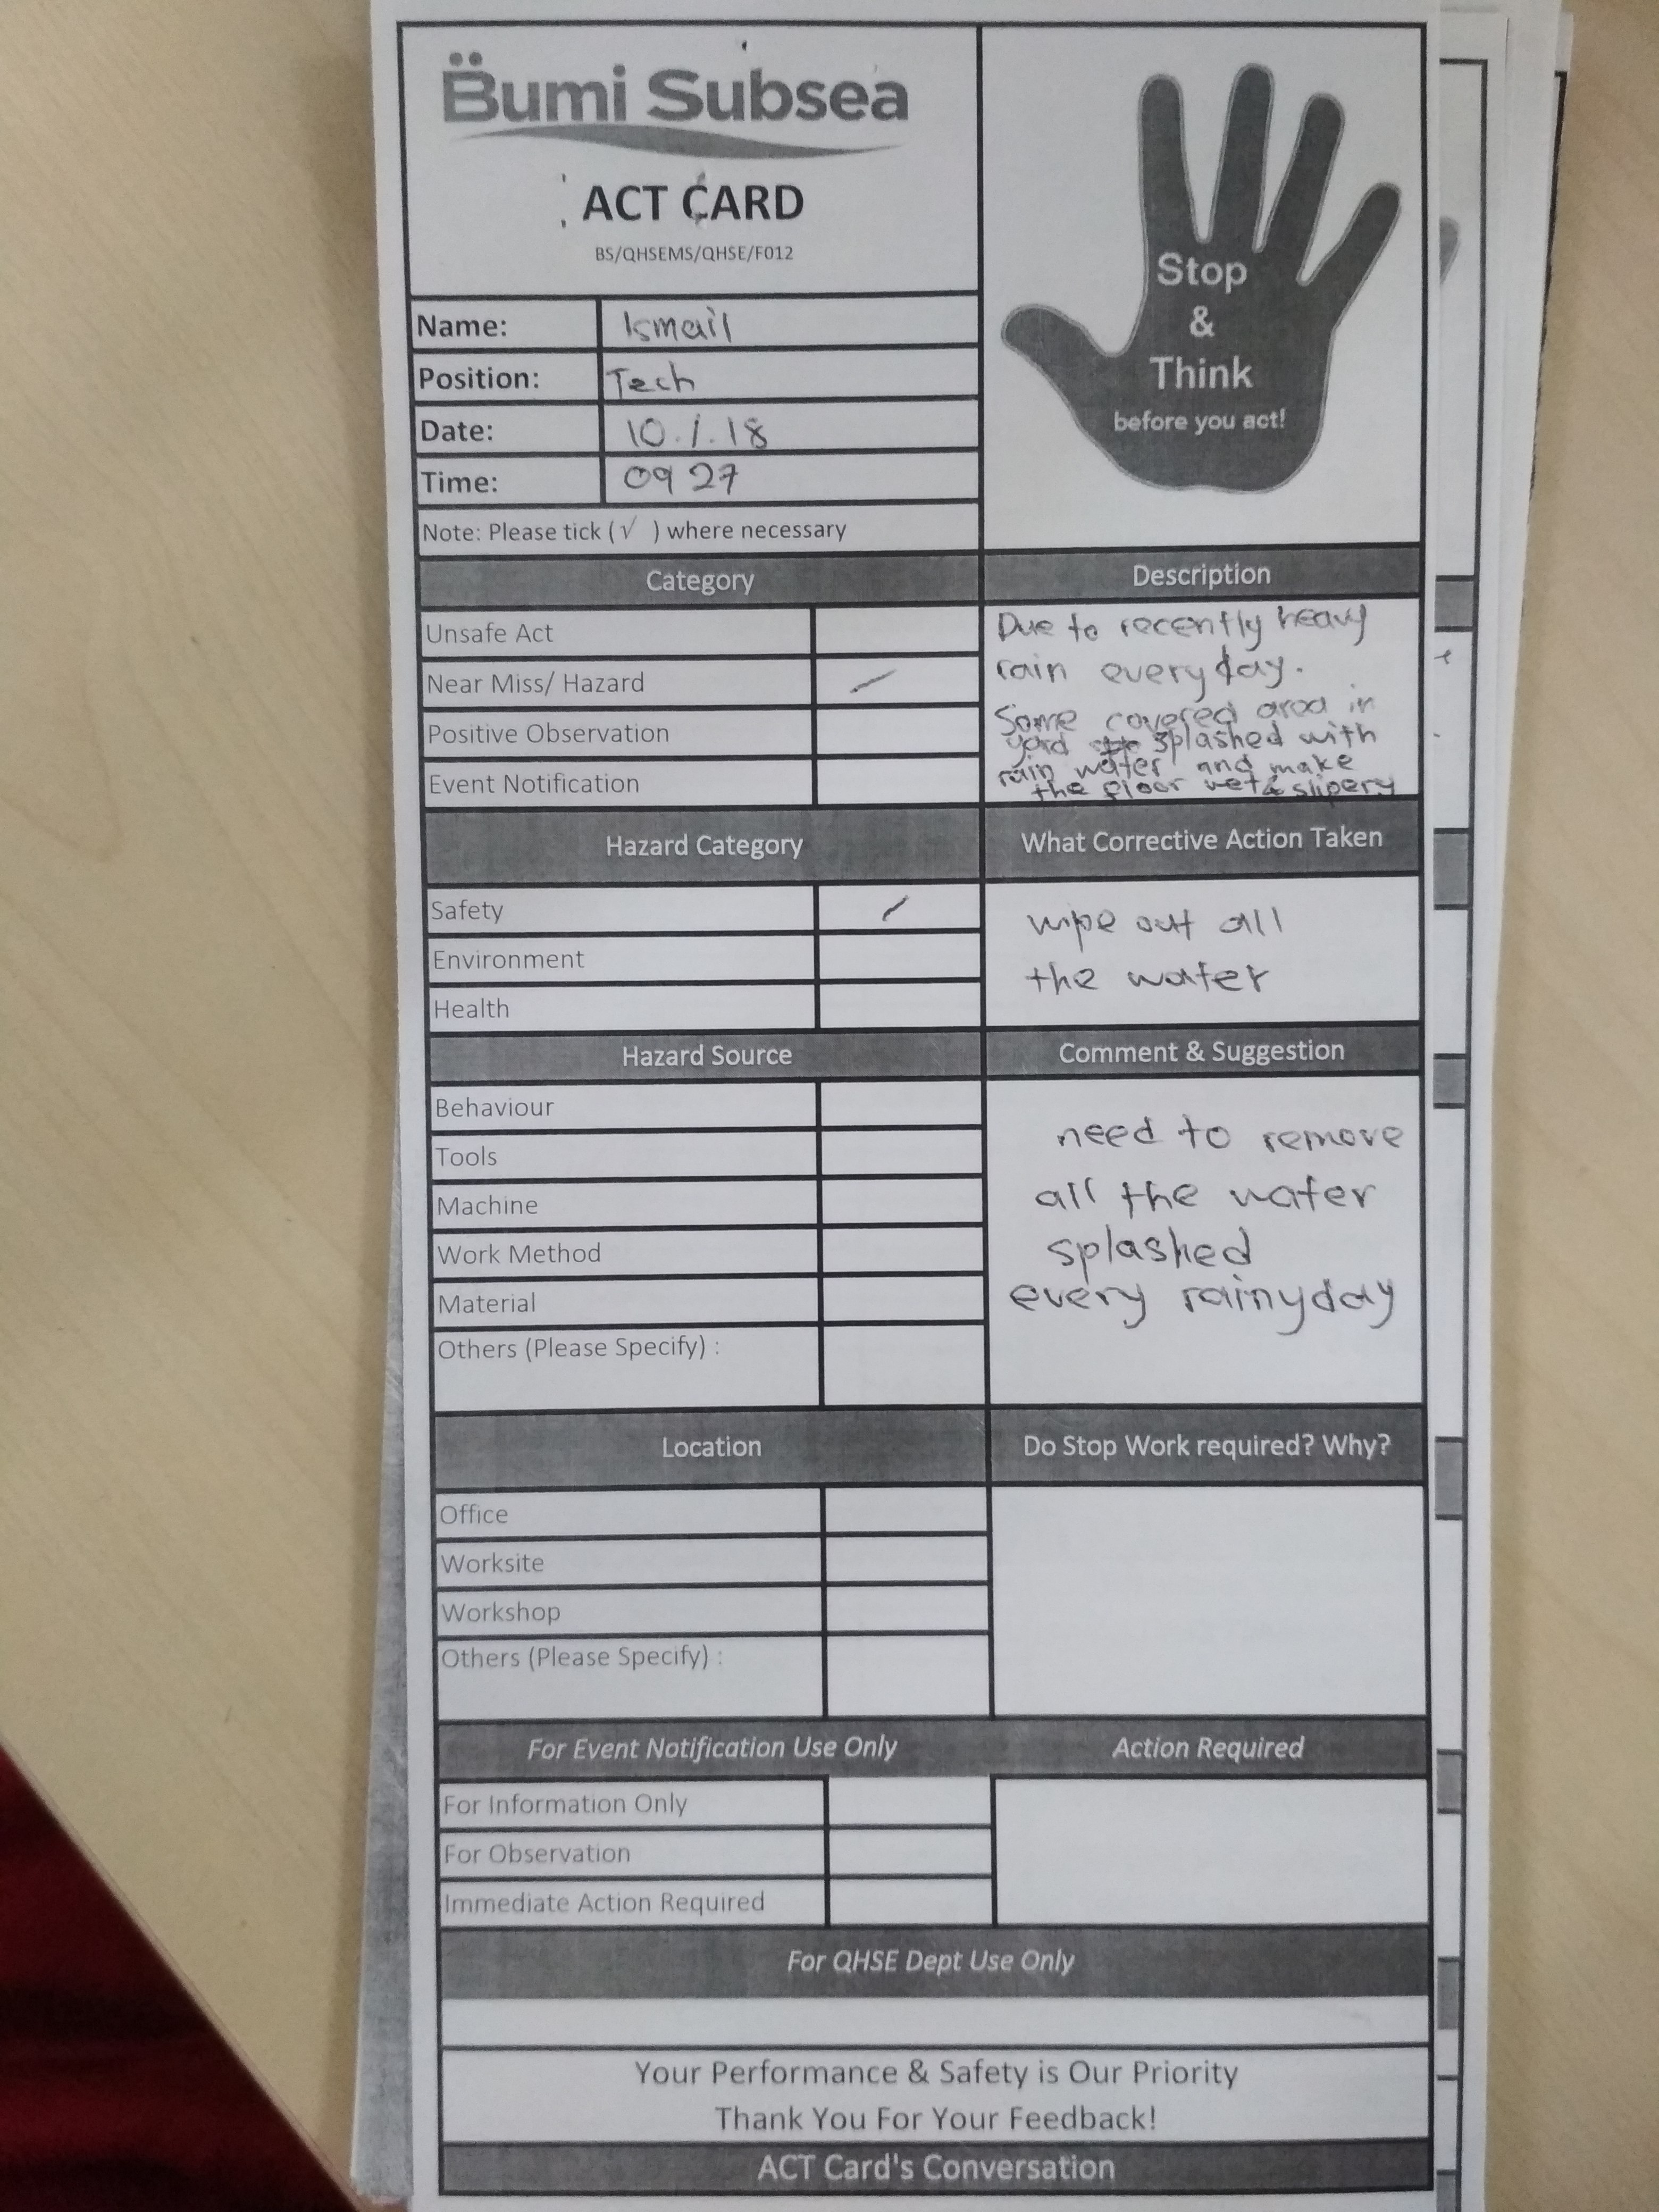 Bumi Subsea
ACT CARD
BS/QHSEMS/QHSE/F012
Stop
&
Think
before you act!
Name: Ismail
Position: Tech
Date: 10.1.18
Time: 09 27
Note: Please tick (√ ) where necessary
Category
Description
Unsafe Act
Near Miss/ Hazard /
Positive Observation
Event Notification
Due to recently heavy
rain everyday.
Some covered area in
yard splashed with
rain water and make
the floor wet & slipery
Hazard Category
What Corrective Action Taken
Safety /
Environment
Health
wipe out all
the water
Hazard Source
Comment & Suggestion
Behaviour
Tools
Machine
Work Method
Material
Others (Please Specify) :
need to remove
all the water
splashed
every rainyday
Location
Do Stop Work required? Why?
Office
Worksite
Workshop
Others (Please Specify) :
For Event Notification Use Only
Action Required
For Information Only
For Observation
Immediate Action Required
For QHSE Dept Use Only
Your Performance & Safety is Our Priority
Thank You For Your Feedback!
ACT Card's Conversation